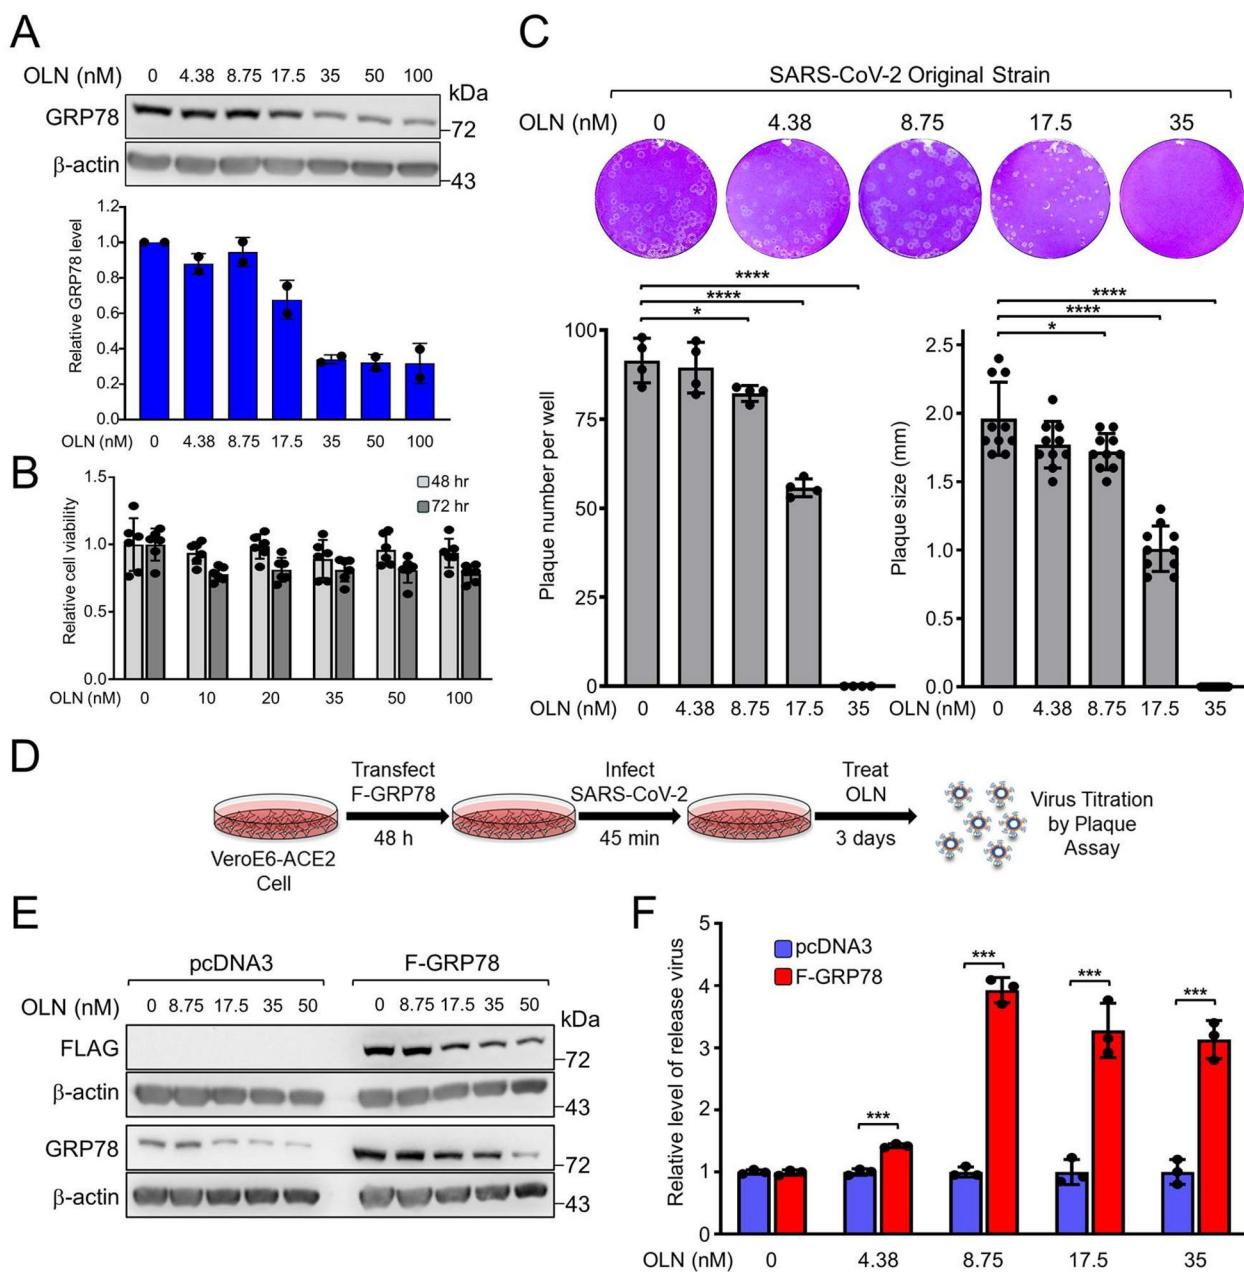 A
OLN (nM) 0 4.38 8.75 17.5 35 50 100
kDa
GRP78
72
β-actin
43
Relative GRP78 level
1.2
1.0
0.8
0.6
0.4
0.2
0.0
OLN (nM) 0 4.38 8.75 17.5 35 50 100
B
Relative cell viability
1.5
1.0
0.5
0.0
48 hr
72 hr
OLN (nM) 0 10 20 35 50 100
C
SARS-CoV-2 Original Strain
OLN (nM) 0 4.38 8.75 17.5 35
****
****
*
Plaque number per well
100
75
50
25
0
OLN (nM) 0 4.38 8.75 17.5 35
****
****
*
Plaque size (mm)
2.5
2.0
1.5
1.0
0.5
0.0
OLN (nM) 0 4.38 8.75 17.5 35
D
VeroE6-ACE2
Cell
Transfect
F-GRP78
48 h
Infect
SARS-CoV-2
45 min
Treat
OLN
3 days
Virus Titration
by Plaque
Assay
E
pcDNA3 F-GRP78
OLN (nM) 0 8.75 17.5 35 50 0 8.75 17.5 35 50
kDa
FLAG
72
β-actin
43
GRP78
72
β-actin
43
F
Relative level of release virus
5
4
3
2
1
0
pcDNA3
F-GRP78
***
***
***
***
OLN (nM) 0 4.38 8.75 17.5 35